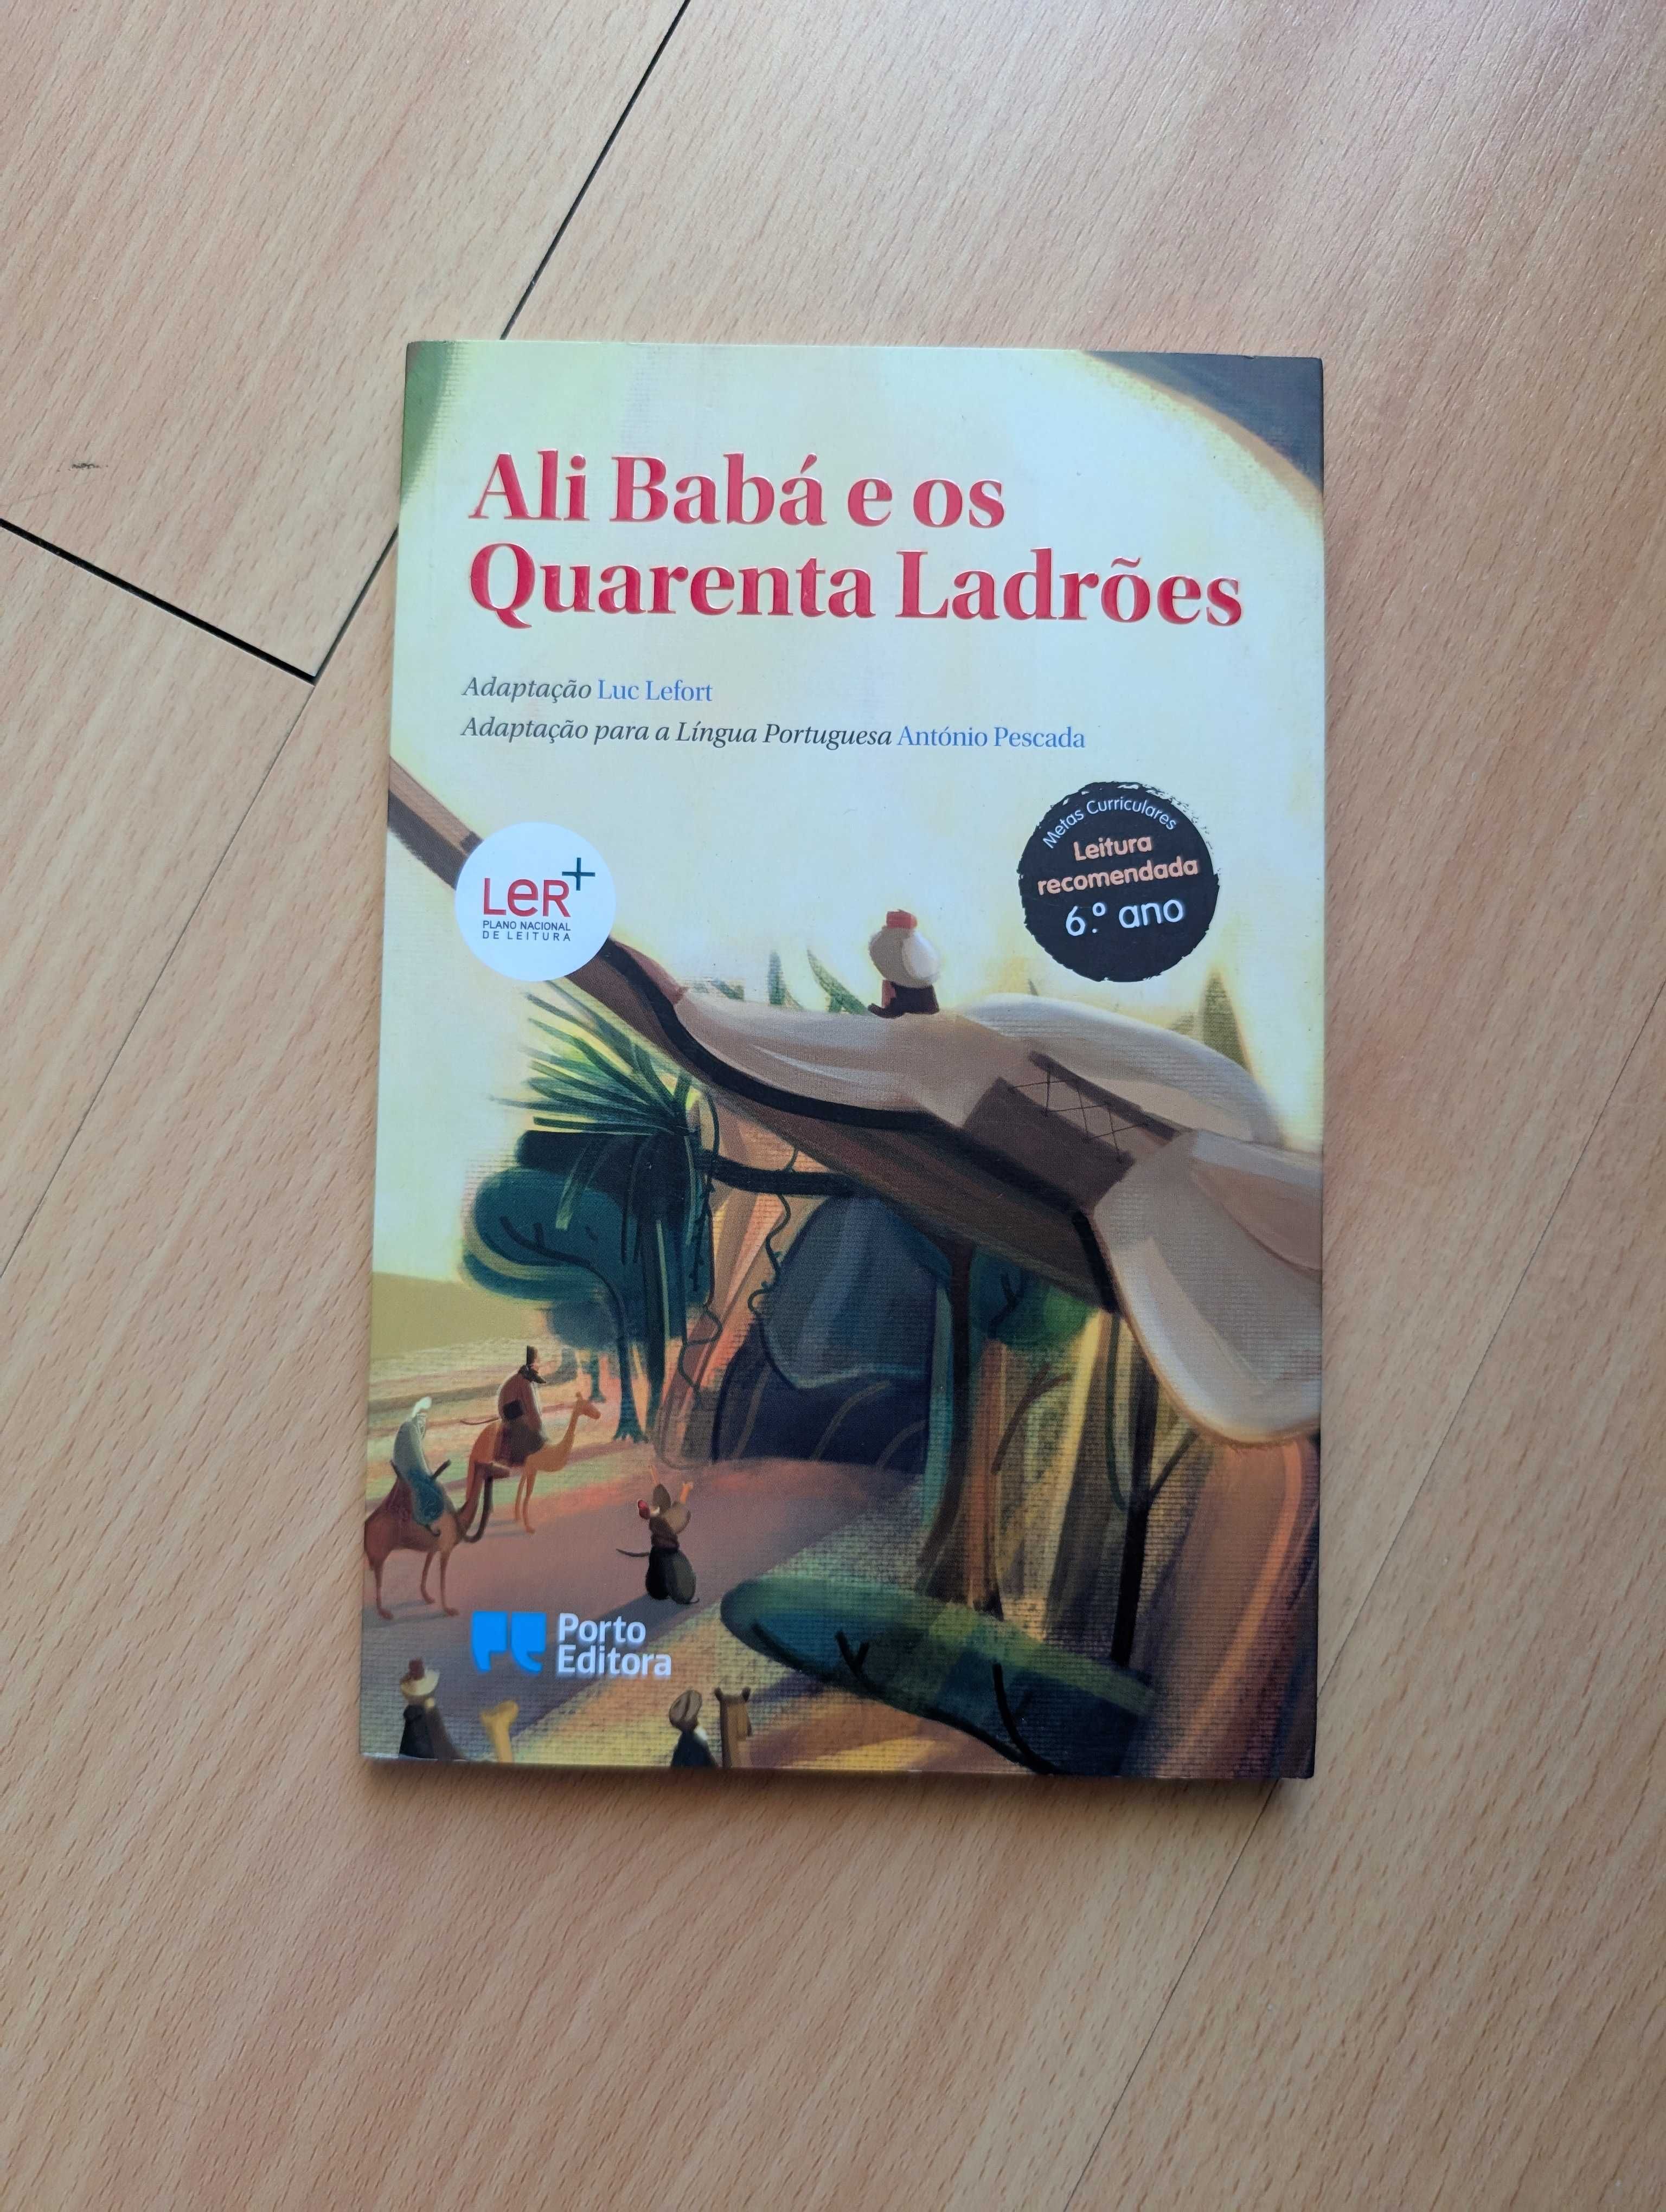 Ali Babá e os
Quarenta Ladrões
Adaptação Luc Lefort
Adaptação para a Língua Portuguesa António Pescada
Metas Curriculares
Leitura
recomendada
6.º ano
LeR+
PLANO NACIONAL
DE LEITURA
Porto
Editora